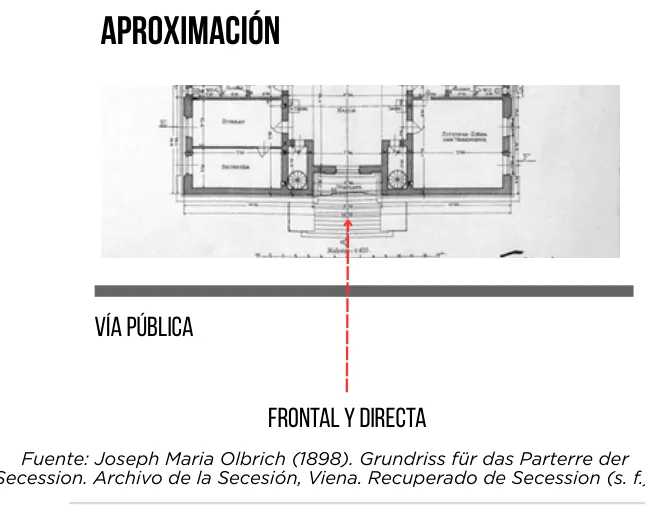 APROXIMACIÓN
VÍA PÚBLICA
FRONTAL Y DIRECTA
Fuente: Joseph Maria Olbrich (1898). Grundriss für das Parterre der
Secession. Archivo de la Secesión, Viena. Recuperado de Secession (s. f.)